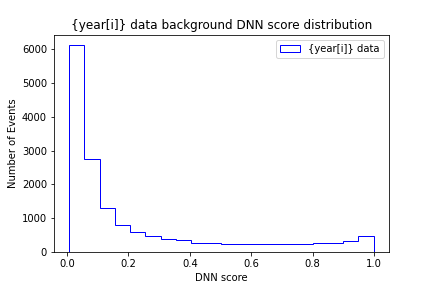 {year[i]} data background DNN score distribution
{year[i]} data
Number of Events
6000
5000
4000
3000
2000
1000
0
0.0 0.2 0.4 0.6 0.8 1.0
DNN score